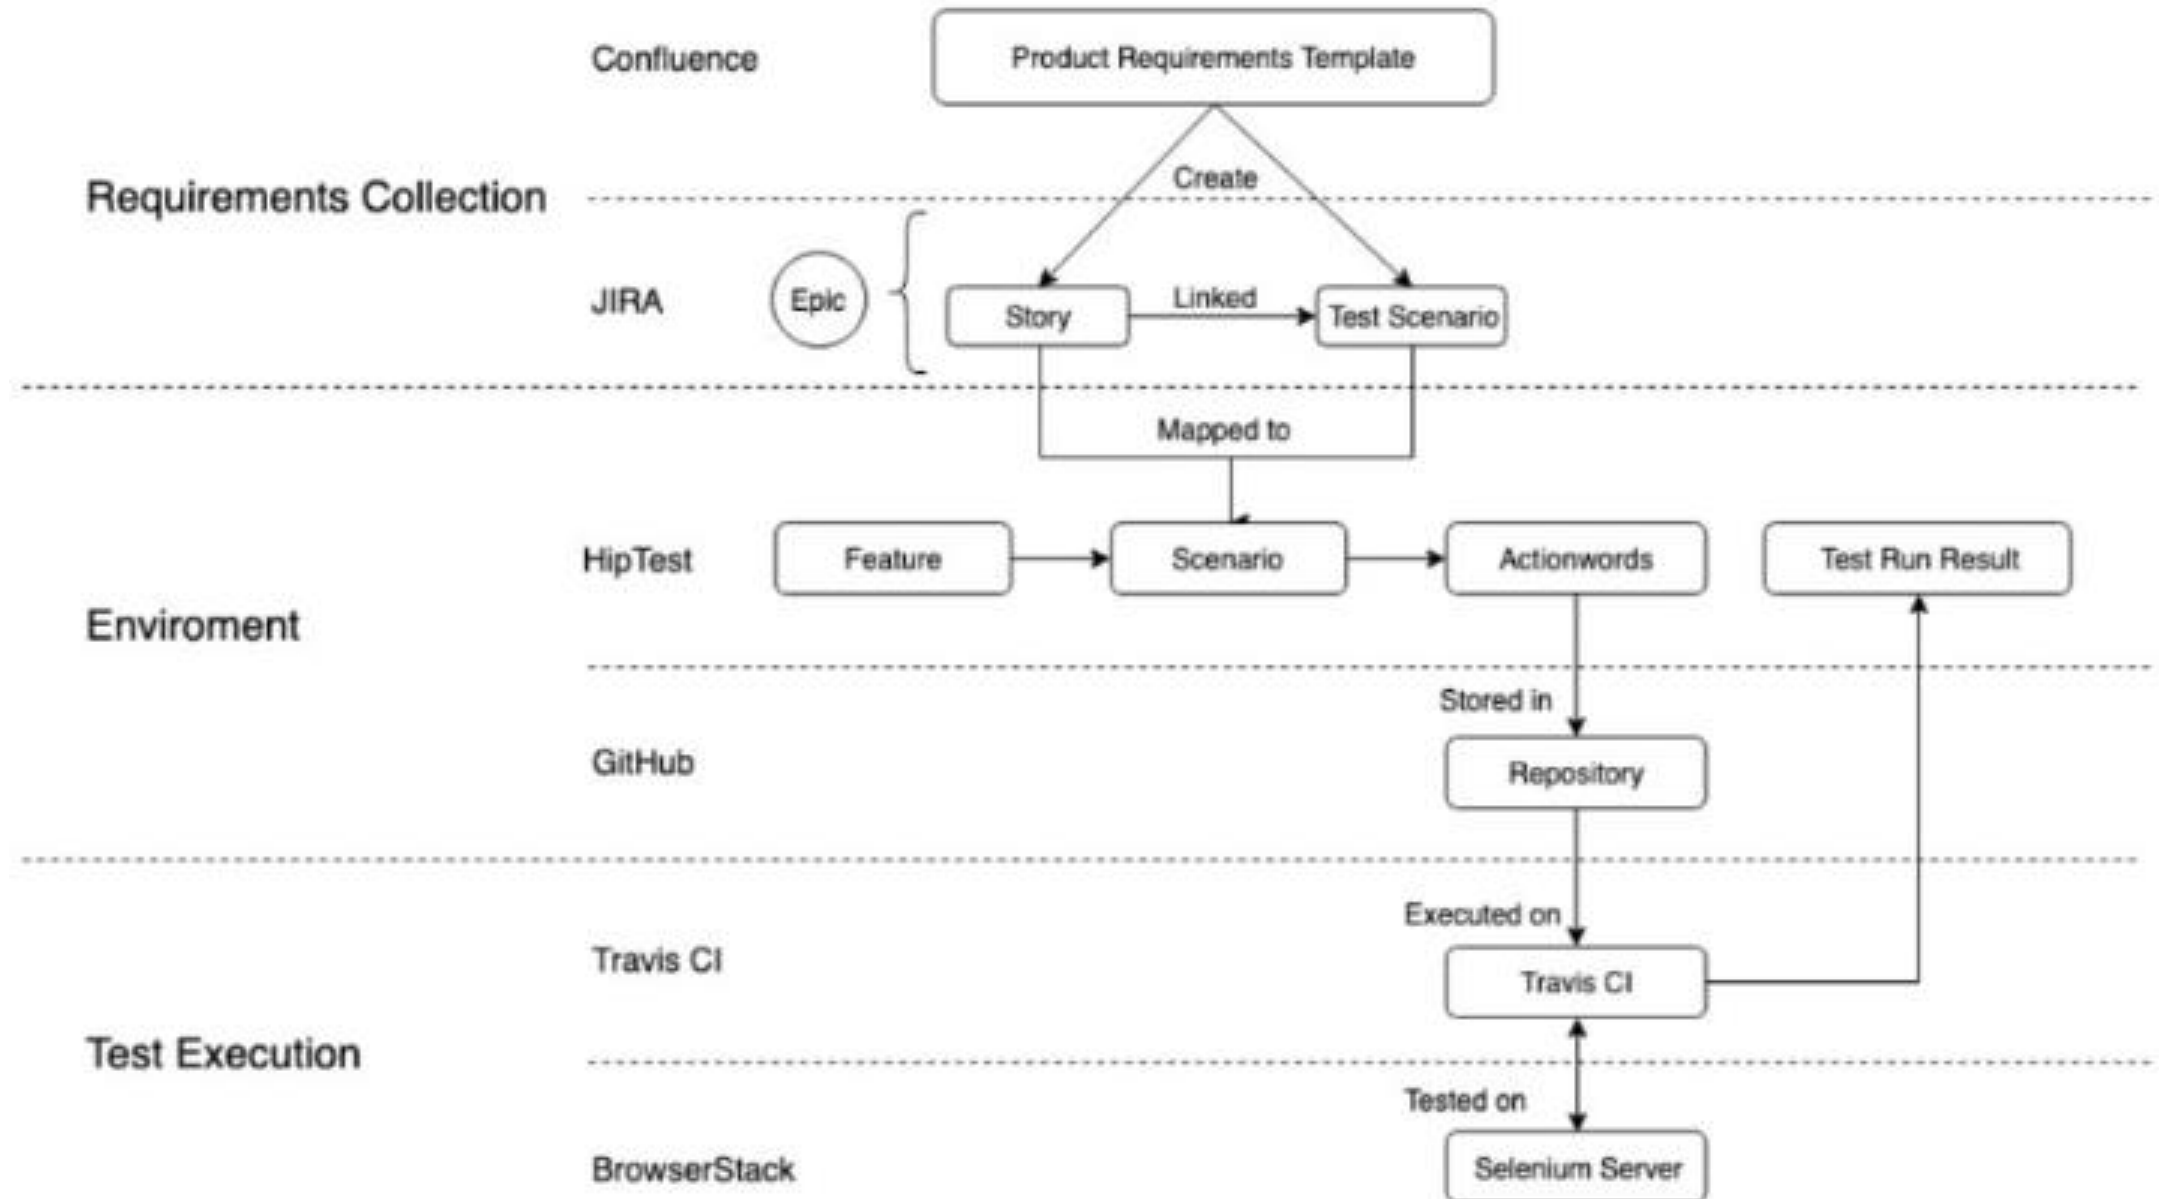 Confluence
Product Requirements Template
Create
Requirements Collection
JIRA
Epic
Story
Linked
Test Scenario
Mapped to
HipTest
Feature
Scenario
Actionwords
Test Run Result
Enviroment
Stored in
GitHub
Repository
Executed on
Travis CI
Travis CI
Test Execution
Tested on
BrowserStack
Selenium Server